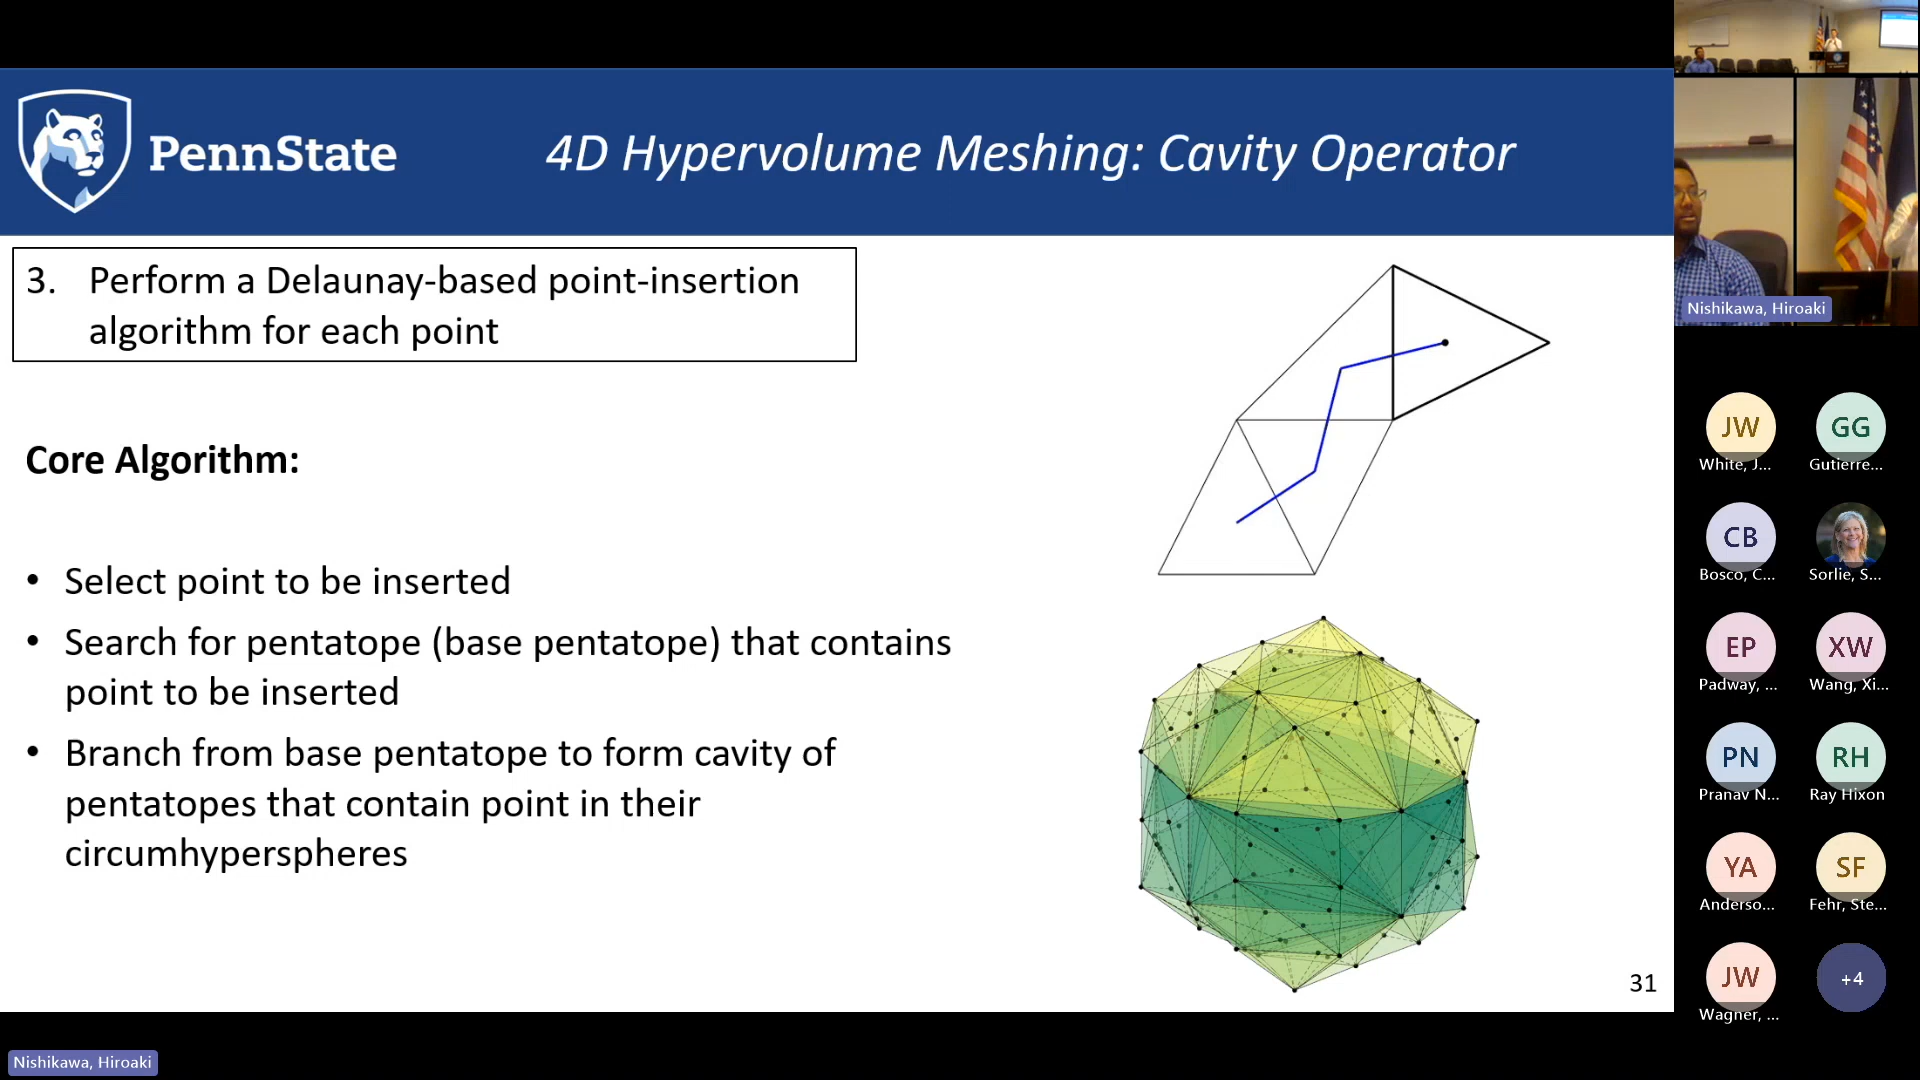 PennState
4D Hypervolume Meshing: Cavity Operator
3. Perform a Delaunay-based point-insertion
algorithm for each point
Core Algorithm:
• Select point to be inserted
• Search for pentatope (base pentatope) that contains
point to be inserted
• Branch from base pentatope to form cavity of
pentatopes that contain point in their
circumhyperspheres
31
Nishikawa, Hiroaki
Nishikawa, Hiroaki
JW
White, J...
GG
Gutierre...
CB
Bosco, C...
Sorlie, S...
EP
Padway, ...
XW
Wang, Xi...
PN
Pranav N...
RH
Ray Hixon
YA
Anderso...
SF
Fehr, Ste...
JW
Wagner, ...
+4